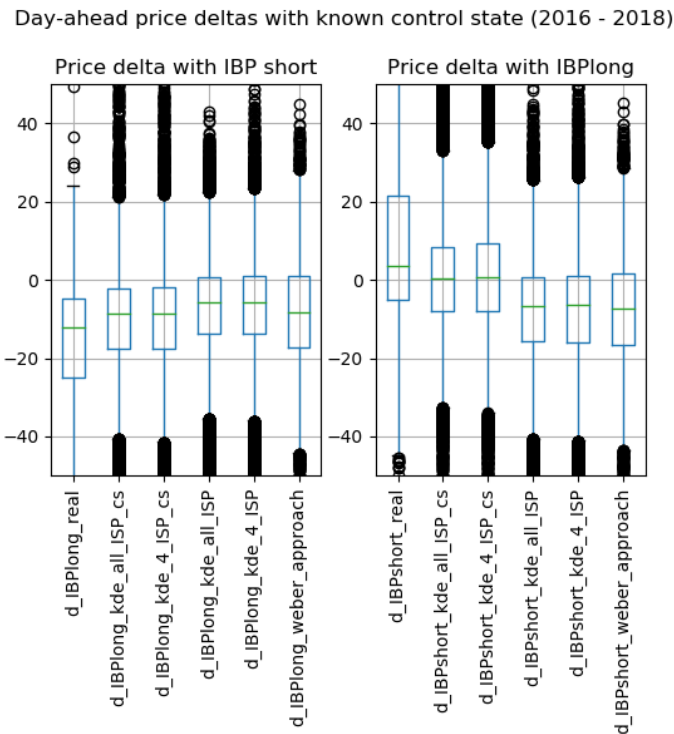 Day-ahead price deltas with known control state (2016 - 2018)
Price delta with IBP short
40
20
0
−20
−40
d_IBPlong_real
d_IBPlong_kde_all_ISP_cs
d_IBPlong_kde_4_ISP_cs
d_IBPlong_kde_all_ISP
d_IBPlong_kde_4_ISP
d_IBPlong_weber_approach
Price delta with IBPlong
40
20
0
−20
−40
d_IBPshort_real
d_IBPshort_kde_all_ISP_cs
d_IBPshort_kde_4_ISP_cs
d_IBPshort_kde_all_ISP
d_IBPshort_kde_4_ISP
d_IBPshort_weber_approach